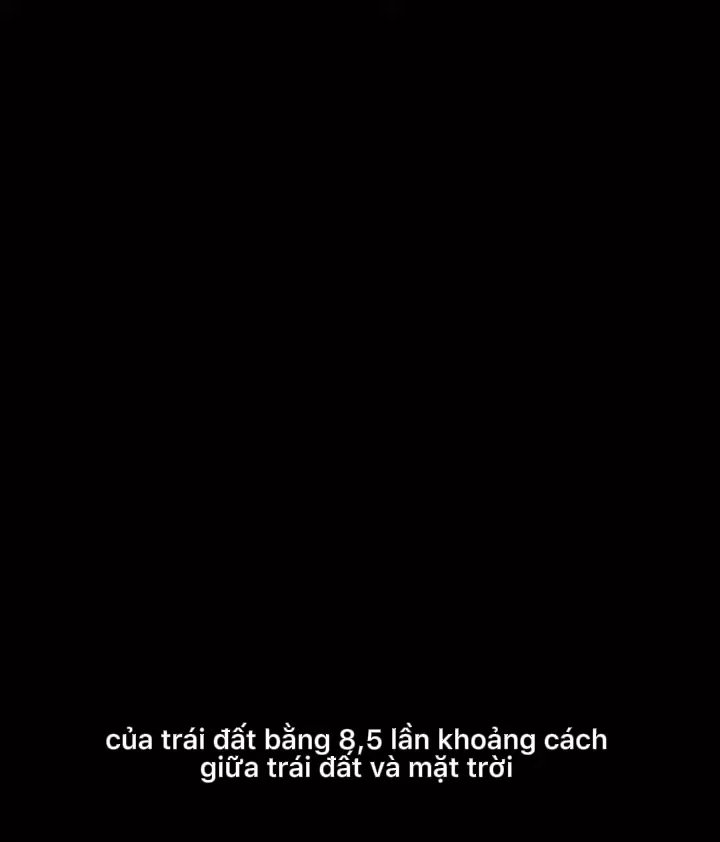 của trái đất bằng 8,5 lần khoảng cách
giữa trái đất và mặt trời